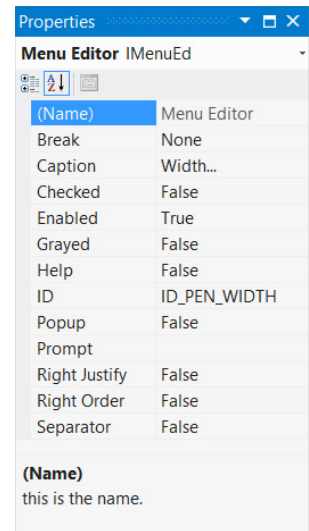 Properties
Menu Editor IMenuEd
(Name) Menu Editor
Break None
Caption Width...
Checked False
Enabled True
Grayed False
Help False
ID ID_PEN_WIDTH
Popup False
Prompt
Right Justify False
Right Order False
Separator False
(Name)
this is the name.